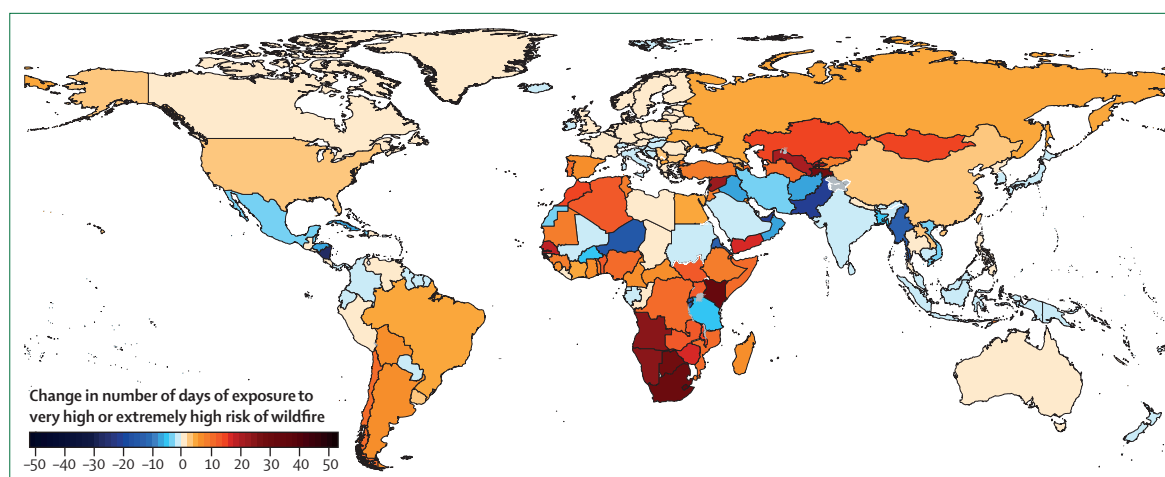 Change in number of days of exposure to
very high or extremely high risk of wildfire
–50 –40 –30 –20 –10 0 10 20 30 40 50